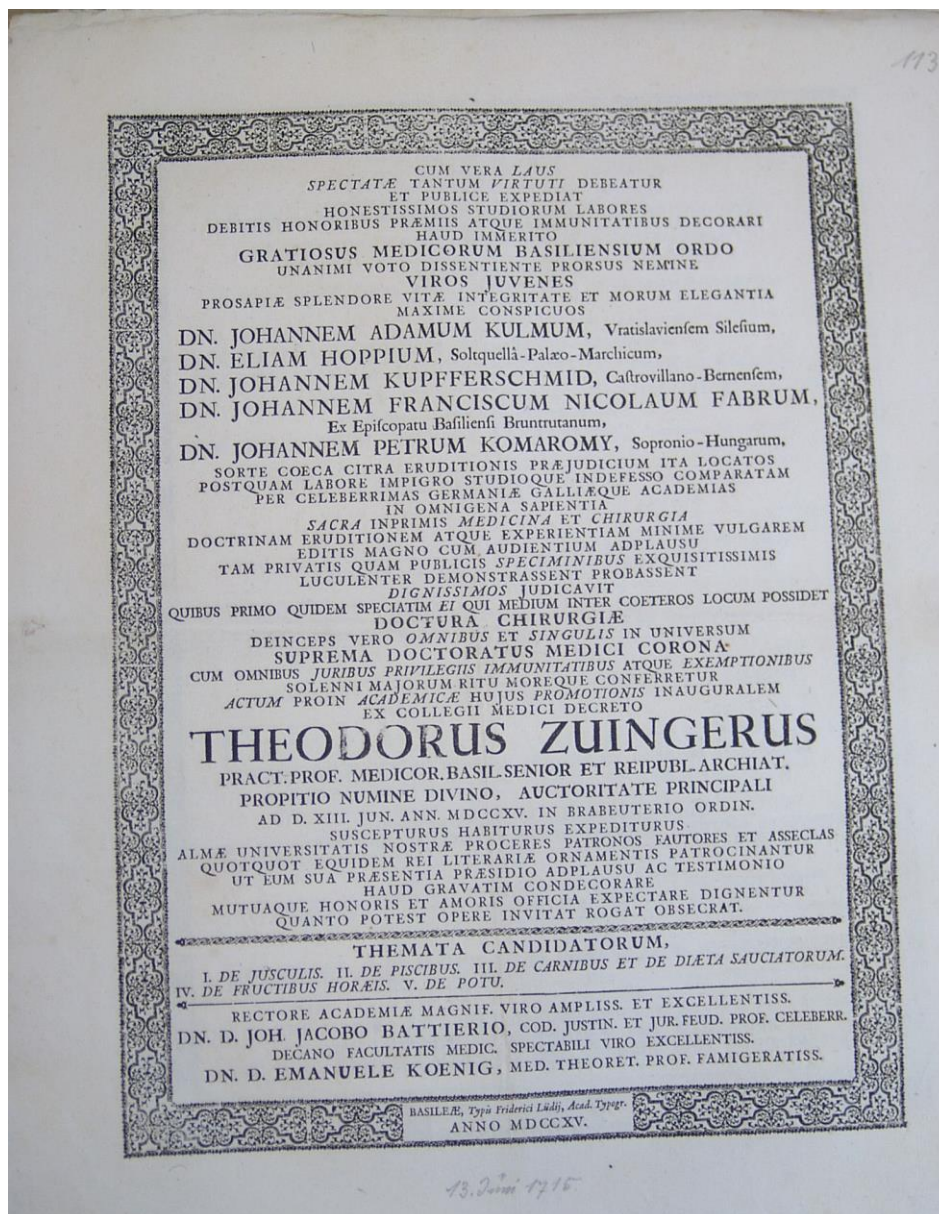 113
CUM VERA LAUS
SPECTATÆ TANTUM VIRTUTI DEBEATUR
ET PUBLICE EXPEDIAT
HONESTISSIMOS STUDIORUM LABORES
DEBITIS HONORIBUS PRÆMIIS ATQUE IMMUNITATIBUS DECORARI
HAUD IMMERITO
GRATIOSUS MEDICORUM BASILIENSIUM ORDO
UNANIMI VOTO DISSENTIENTE PRORSUS NEMINE
VIROS JUVENES
PROSAPIÆ SPLENDORE VITÆ INTEGRITATE ET MORUM ELEGANTIA
MAXIME CONSPICUOS
DN. JOHANNEM ADAMUM KULMUM, Vratislavienſem Sileſium,
DN. ELIAM HOPPIUM, Soltquellâ-Palæo-Marchicum,
DN. JOHANNEM KUPFFERSCHMID, Caſtrovillano-Bernenſem,
DN. JOHANNEM FRANCISCUM NICOLAUM FABRUM,
Ex Epiſcopatu Baſilienſi Bruntrutanum,
DN. JOHANNEM PETRUM KOMAROMY, Sopronio-Hungarum,
SORTE COECA CITRA ERUDITIONIS PRÆJUDICIUM ITA LOCATOS
POSTQUAM LABORE IMPIGRO STUDIOQUE INDEFESSO COMPARATAM
PER CELEBERRIMAS GERMANIÆ GALLIÆQUE ACADEMIAS
IN OMNIGENA SAPIENTIA
SACRA INPRIMIS MEDICINA ET CHIRURGIA
DOCTRINAM ERUDITIONEM ATQUE EXPERIENTIAM MINIME VULGAREM
EDITIS MAGNO CUM AUDIENTIUM ADPLAUSU
TAM PRIVATIS QUAM PUBLICIS SPECIMINIBUS EXQUISITISSIMIS
LUCULENTER DEMONSTRASSENT PROBASSENT
DIGNISSIMOS JUDICAVIT
QUIBUS PRIMO QUIDEM SPECIATIM EI QUI MEDIUM INTER COETEROS LOCUM POSSIDET
DOCTURA CHIRURGIÆ
DEINCEPS VERO OMNIBUS ET SINGULIS IN UNIVERSUM
SUPREMA DOCTORATUS MEDICI CORONA
CUM OMNIBUS JURIBUS PRIVILEGIIS IMMUNITATIBUS ATQUE EXEMPTIONIBUS
SOLENNI MAJORUM RITU MOREQUE CONFERRETUR
ACTUM PROIN ACADEMICÆ HUJUS PROMOTIONIS INAUGURALEM
EX COLLEGII MEDICI DECRETO
THEODORUS ZUINGERUS
PRACT. PROF. MEDICOR. BASIL. SENIOR ET REIPUBL. ARCHIAT.
PROPITIO NUMINE DIVINO, AUCTORITATE PRINCIPALI
AD D. XIII. JUN. ANN. MDCCXV. IN BRABEUTERIO ORDIN.
SUSCEPTURUS HABITURUS EXPEDITURUS
ALMÆ UNIVERSITATIS NOSTRÆ PROCERES PATRONOS FAUTORES ET ASSECLAS
QUOTQUOT EQUIDEM REI LITERARIÆ ORNAMENTIS PATROCINANTUR
UT EUM SUA PRÆSENTIA PRÆSIDIO ADPLAUSU AC TESTIMONIO
HAUD GRAVATIM CONDECORARE
MUTUAQUE HONORIS ET AMORIS OFFICIA EXPECTARE DIGNENTUR
QUANTO POTEST OPERE INVITAT ROGAT OBSECRAT.
THEMATA CANDIDATORUM,
I. DE JUSCULIS. II. DE PISCIBUS. III. DE CARNIBUS ET DE DIÆTA SAUCIATORUM.
IV. DE FRUCTIBUS HORÆIS. V. DE POTU.
RECTORE ACADEMIÆ MAGNIF. VIRO AMPLISS. ET EXCELLENTISS.
DN. D. JOH. JACOBO BATTIERIO, COD. JUSTIN. ET JUR. FEUD. PROF. CELEBERR.
DECANO FACULTATIS MEDIC. SPECTABILI VIRO EXCELLENTISS.
DN. D. EMANUELE KOENIG, MED. THEORET. PROF. FAMIGERATISS.
BASILEÆ, Typis Friderici Lüdij, Acad. Typogr.
ANNO MDCCXV.
13. Juni 1715.